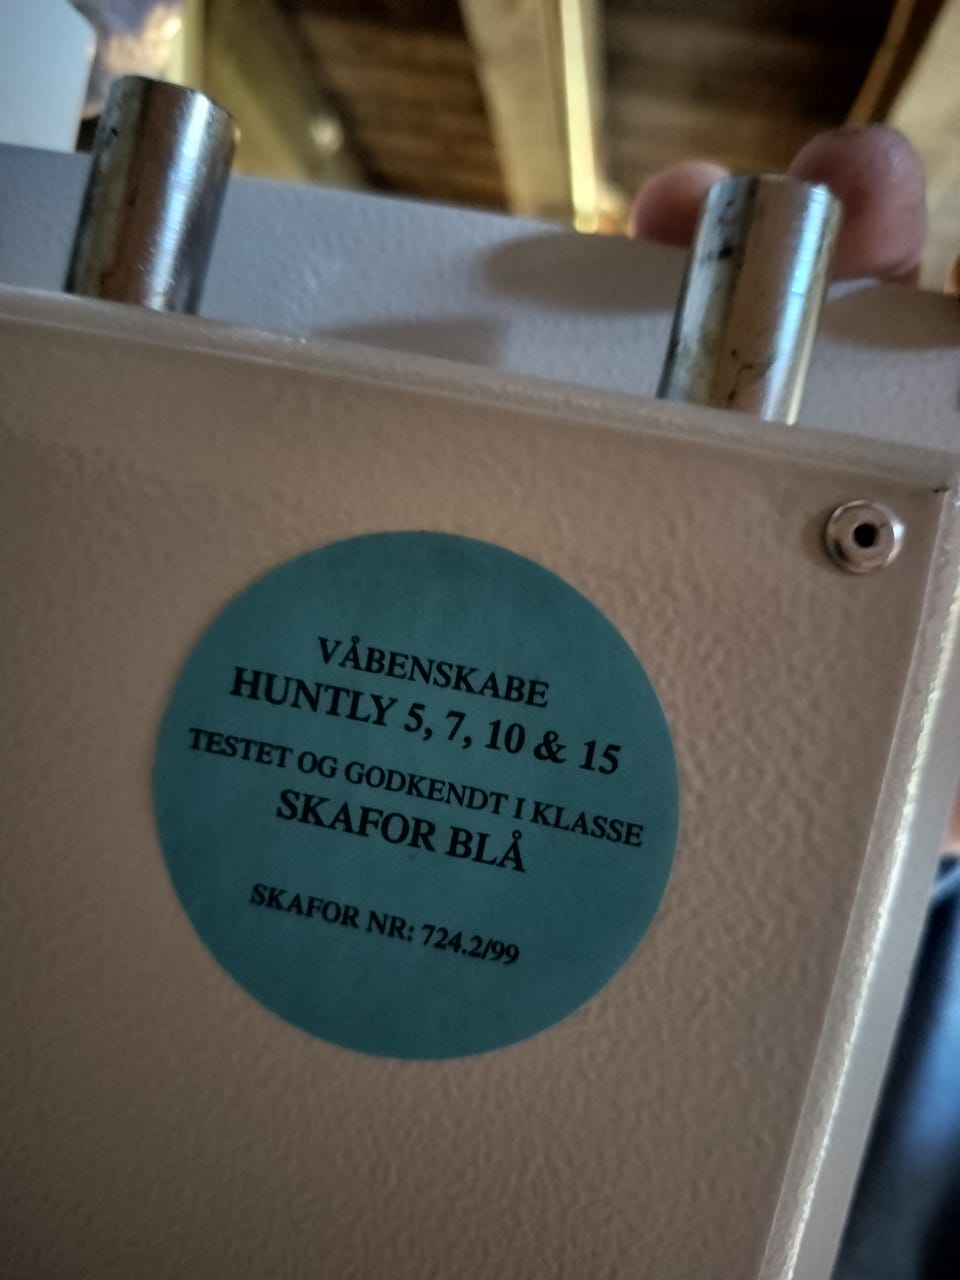 VÅBENSKABE
HUNTLY 5, 7, 10 & 15
TESTET OG GODKENDT I KLASSE
SKAFOR BLÅ
SKAFOR NR: 724.2/99